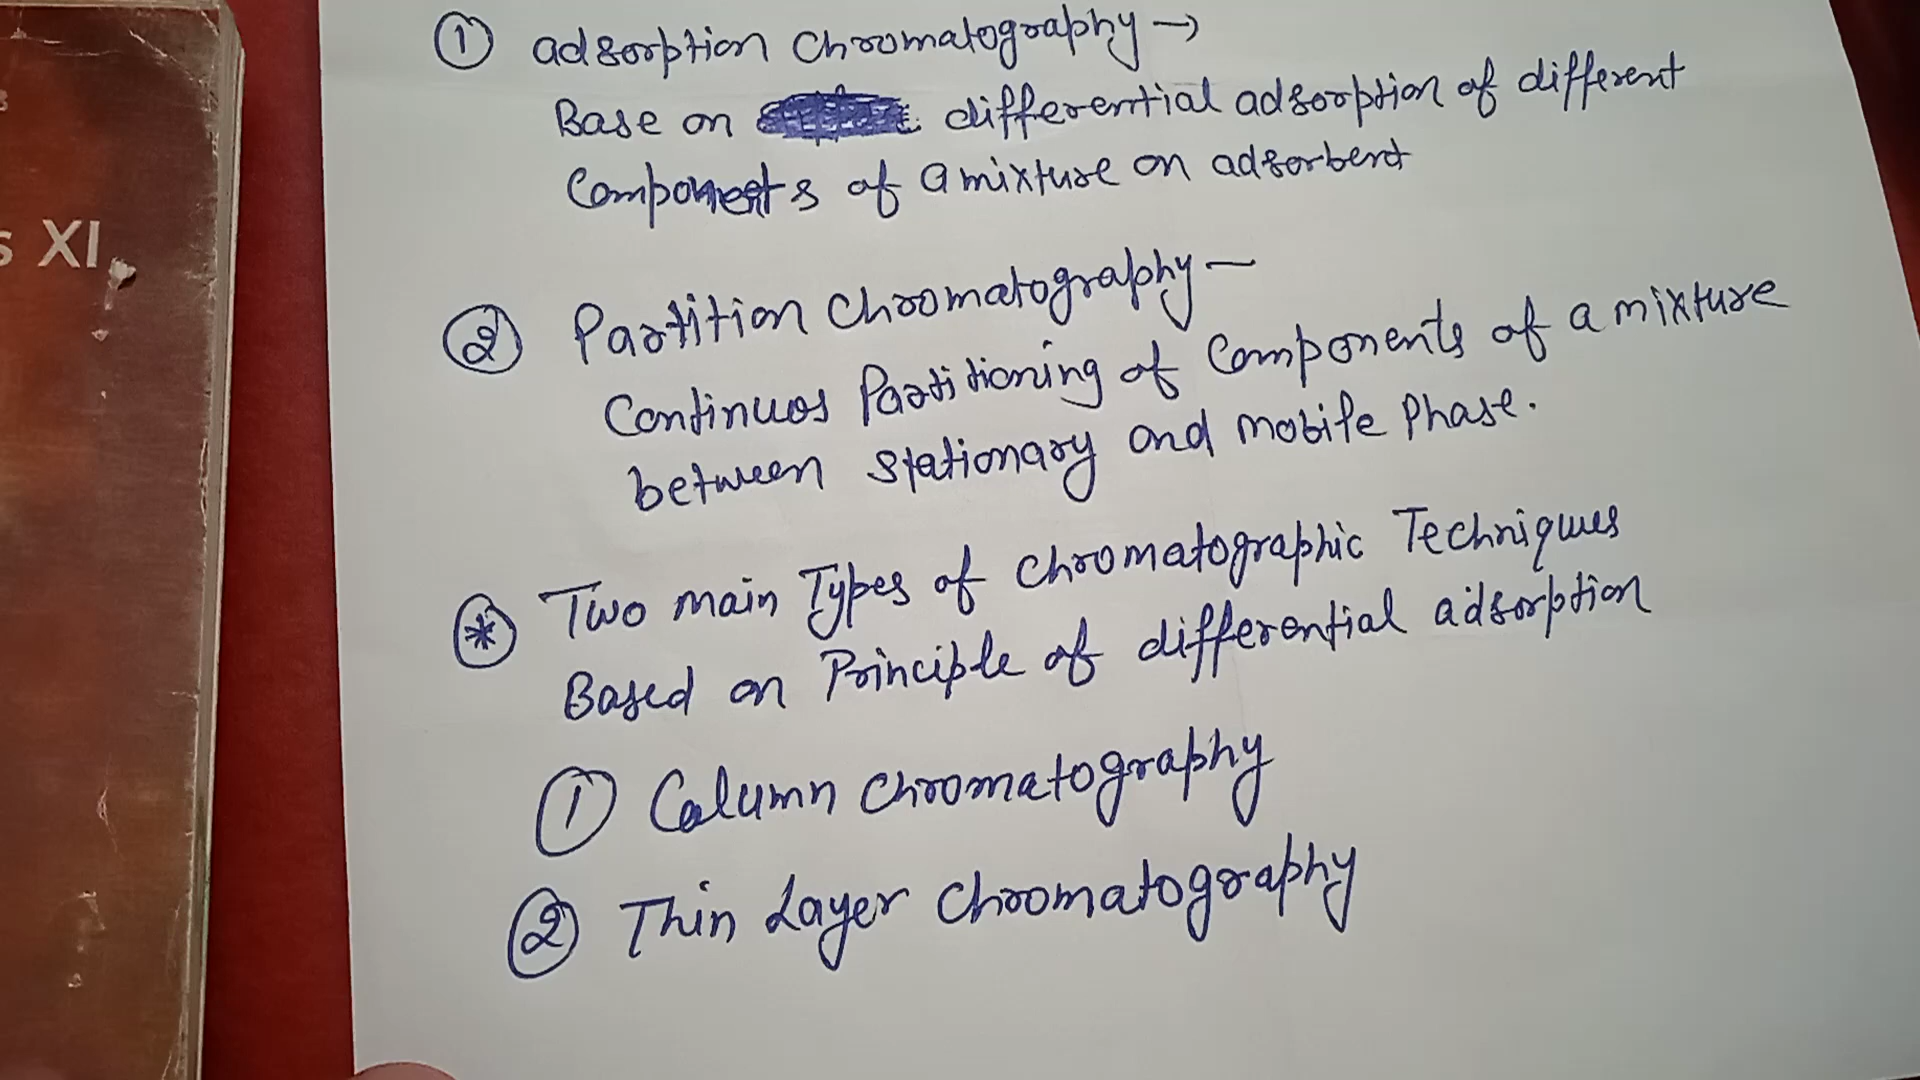 s XI
① adsorption chromatography →
Base on differential adsorption of different
Components of a mixture on adsorbent
② Partition chromatography –
Continuos Partitioning of Components of a mixture
between stationary and mobile Phase.
* Two main Types of chromatographic Techniques
Based on Principle of differential adsorption
① Column chromatography
② Thin Layer chromatography